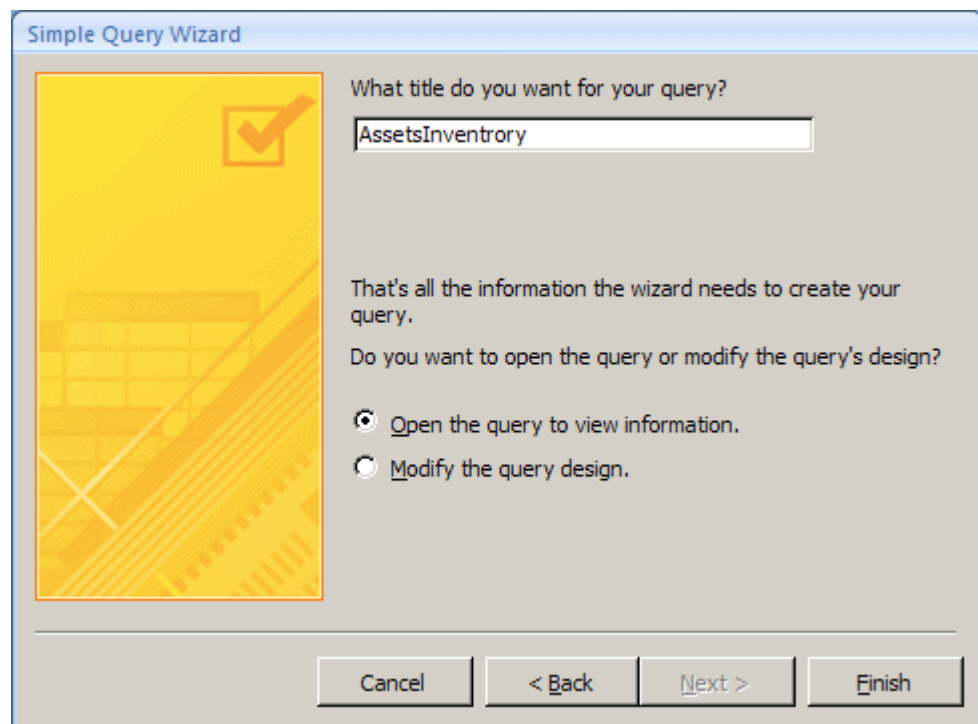 Simple Query Wizard
What title do you want for your query?
AssetsInventrory
That's all the information the wizard needs to create your
query.
Do you want to open the query or modify the query's design?
Open the query to view information.
Modify the query design.
Cancel
< Back
Next >
Finish